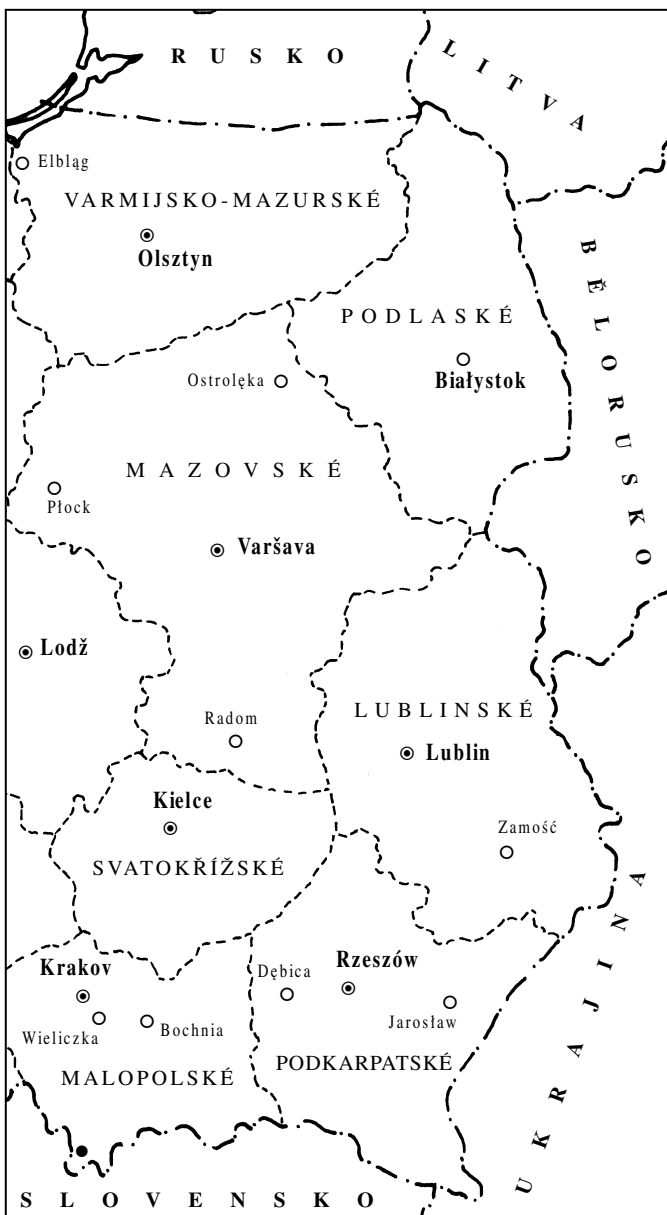 RUSKO
LITVA
Elbląg
VARMIJSKO-MAZURSKÉ
Olsztyn
BĚLORUSKO
PODLASKÉ
Ostrolęka
Białystok
MAZOVSKÉ
Płock
Varšava
Lodž
LUBLINSKÉ
Radom
Lublin
Kielce
Zamość
SVATOKŘÍŽSKÉ
UKRAJINA
Krakov
Dębica
Rzeszów
Wieliczka
Bochnia
Jarosław
MALOPOLSKÉ
PODKARPATSKÉ
SLOVENSKO